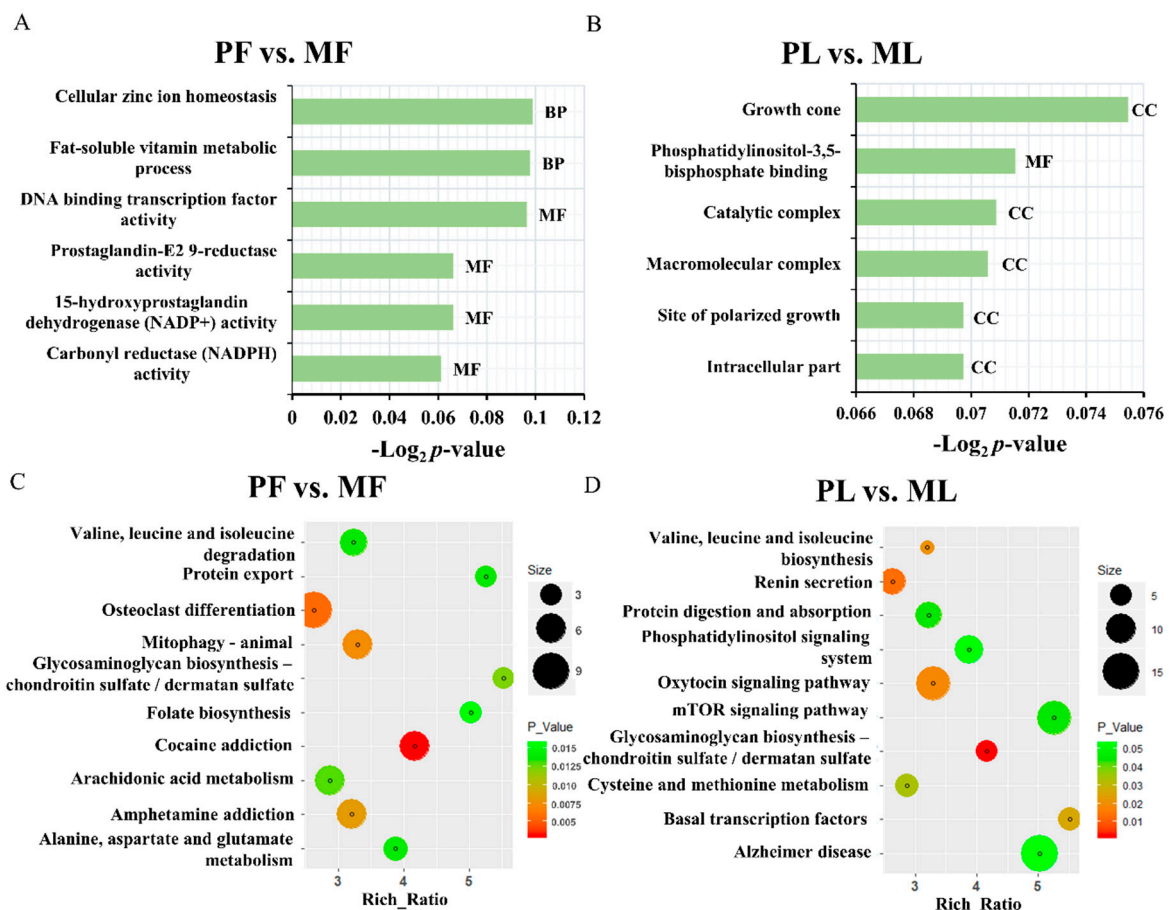 A
PF vs. MF
Cellular zinc ion homeostasis
BP
Fat-soluble vitamin metabolic
process
BP
DNA binding transcription factor
activity
MF
Prostaglandin-E2 9-reductase
activity
MF
15-hydroxyprostaglandin
dehydrogenase (NADP+) activity
MF
Carbonyl reductase (NADPH)
activity
MF
0 0.02 0.04 0.06 0.08 0.1 0.12
-Log2 p-value
B
PL vs. ML
Growth cone
CC
Phosphatidylinositol-3,5-
bisphosphate binding
MF
Catalytic complex
CC
Macromolecular complex
CC
Site of polarized growth
CC
Intracellular part
CC
0.066 0.068 0.07 0.072 0.074 0.076
-Log2 p-value
C
PF vs. MF
Valine, leucine and isoleucine
degradation
Protein export
Osteoclast differentiation
Mitophagy - animal
Glycosaminoglycan biosynthesis –
chondroitin sulfate / dermatan sulfate
Folate biosynthesis
Cocaine addiction
Arachidonic acid metabolism
Amphetamine addiction
Alanine, aspartate and glutamate
metabolism
3 4 5
Rich_Ratio
Size
3
6
9
P_Value
0.015
0.0075
0.005
D
PL vs. ML
Valine, leucine and isoleucine
biosynthesis
Renin secretion
Protein digestion and absorption
Phosphatidylinositol signaling
system
Oxytocin signaling pathway
mTOR signaling pathway
Glycosaminoglycan biosynthesis –
chondroitin sulfate / dermatan sulfate
Cysteine and methionine metabolism
Basal transcription factors
Alzheimer disease
3 4 5
Rich_Ratio
Size
5
10
15
P_Value
0.05
0.04
0.03
0.02
0.01